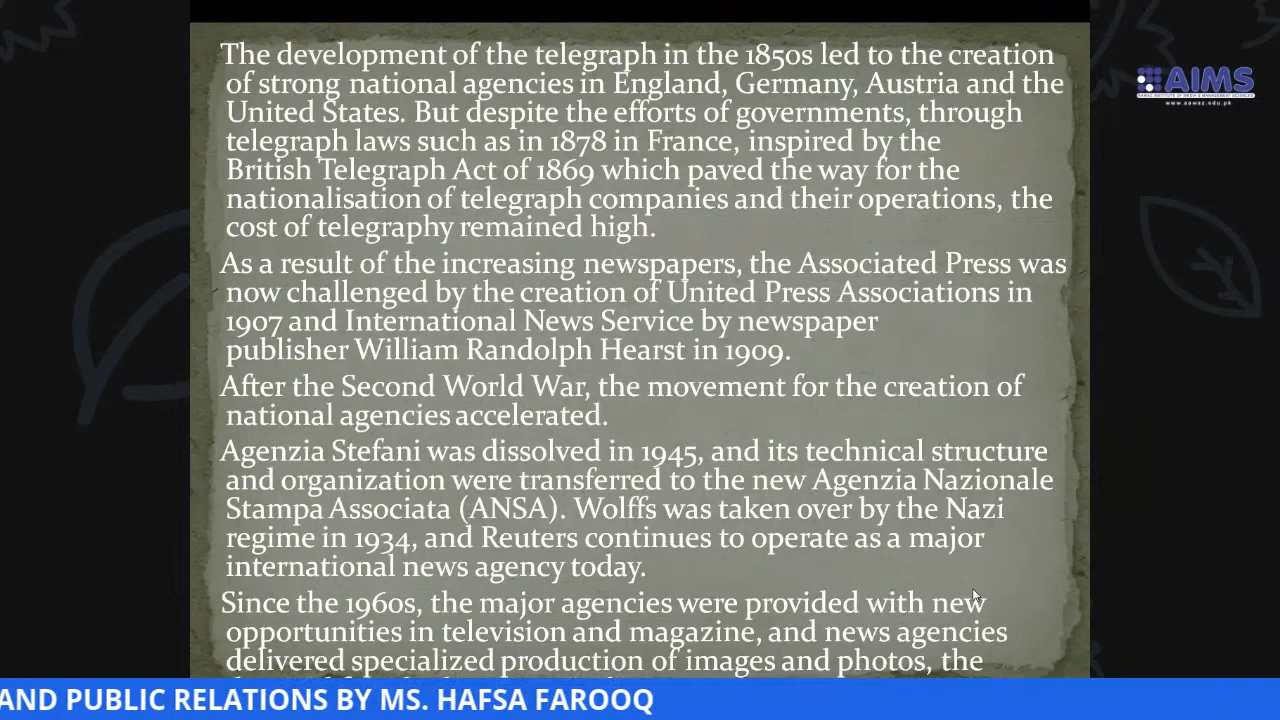 The development of the telegraph in the 1850s led to the creation
of strong national agencies in England, Germany, Austria and the
United States. But despite the efforts of governments, through
telegraph laws such as in 1878 in France, inspired by the
British Telegraph Act of 1869 which paved the way for the
nationalisation of telegraph companies and their operations, the
cost of telegraphy remained high.
As a result of the increasing newspapers, the Associated Press was
now challenged by the creation of United Press Associations in
1907 and International News Service by newspaper
publisher William Randolph Hearst in 1909.
After the Second World War, the movement for the creation of
national agencies accelerated.
Agenzia Stefani was dissolved in 1945, and its technical structure
and organization were transferred to the new Agenzia Nazionale
Stampa Associata (ANSA). Wolffs was taken over by the Nazi
regime in 1934, and Reuters continues to operate as a major
international news agency today.
Since the 1960s, the major agencies were provided with new
opportunities in television and magazine, and news agencies
delivered specialized production of images and photos, the
AIMS
AAWAZ INSTITUTE OF MEDIA & MANAGEMENT SCIENCES
www.aawaz.edu.pk
AND PUBLIC RELATIONS BY MS. HAFSA FAROOQ